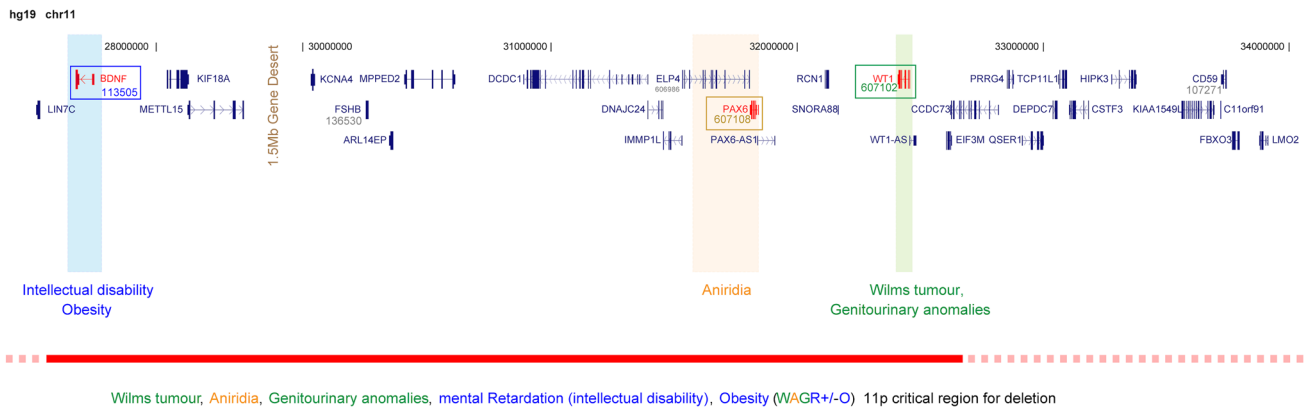 hg19 chr11
28000000 | | 30000000 31000000 | 32000000 | 33000000 | 34000000 |
BDNF KIF18A KCNA4 MPPED2 DCDC1 ELP4 RCN1 WT1 PRRG4 TCP11L1 HIPK3 CD59
113505 606986 607102 107271
LIN7C METTL15 FSHB DNAJC24 PAX6 SNORA88 CCDC73 DEPDC7 CSTF3 KIAA1549L C11orf91
136530 607108
ARL14EP IMMP1L PAX6-AS1 WT1-AS EIF3M QSER1 FBXO3 LMO2
1.5Mb Gene Desert
Intellectual disability Aniridia Wilms tumour,
Obesity Genitourinary anomalies
Wilms tumour, Aniridia, Genitourinary anomalies, mental Retardation (intellectual disability), Obesity (WAGR+/-O) 11p critical region for deletion